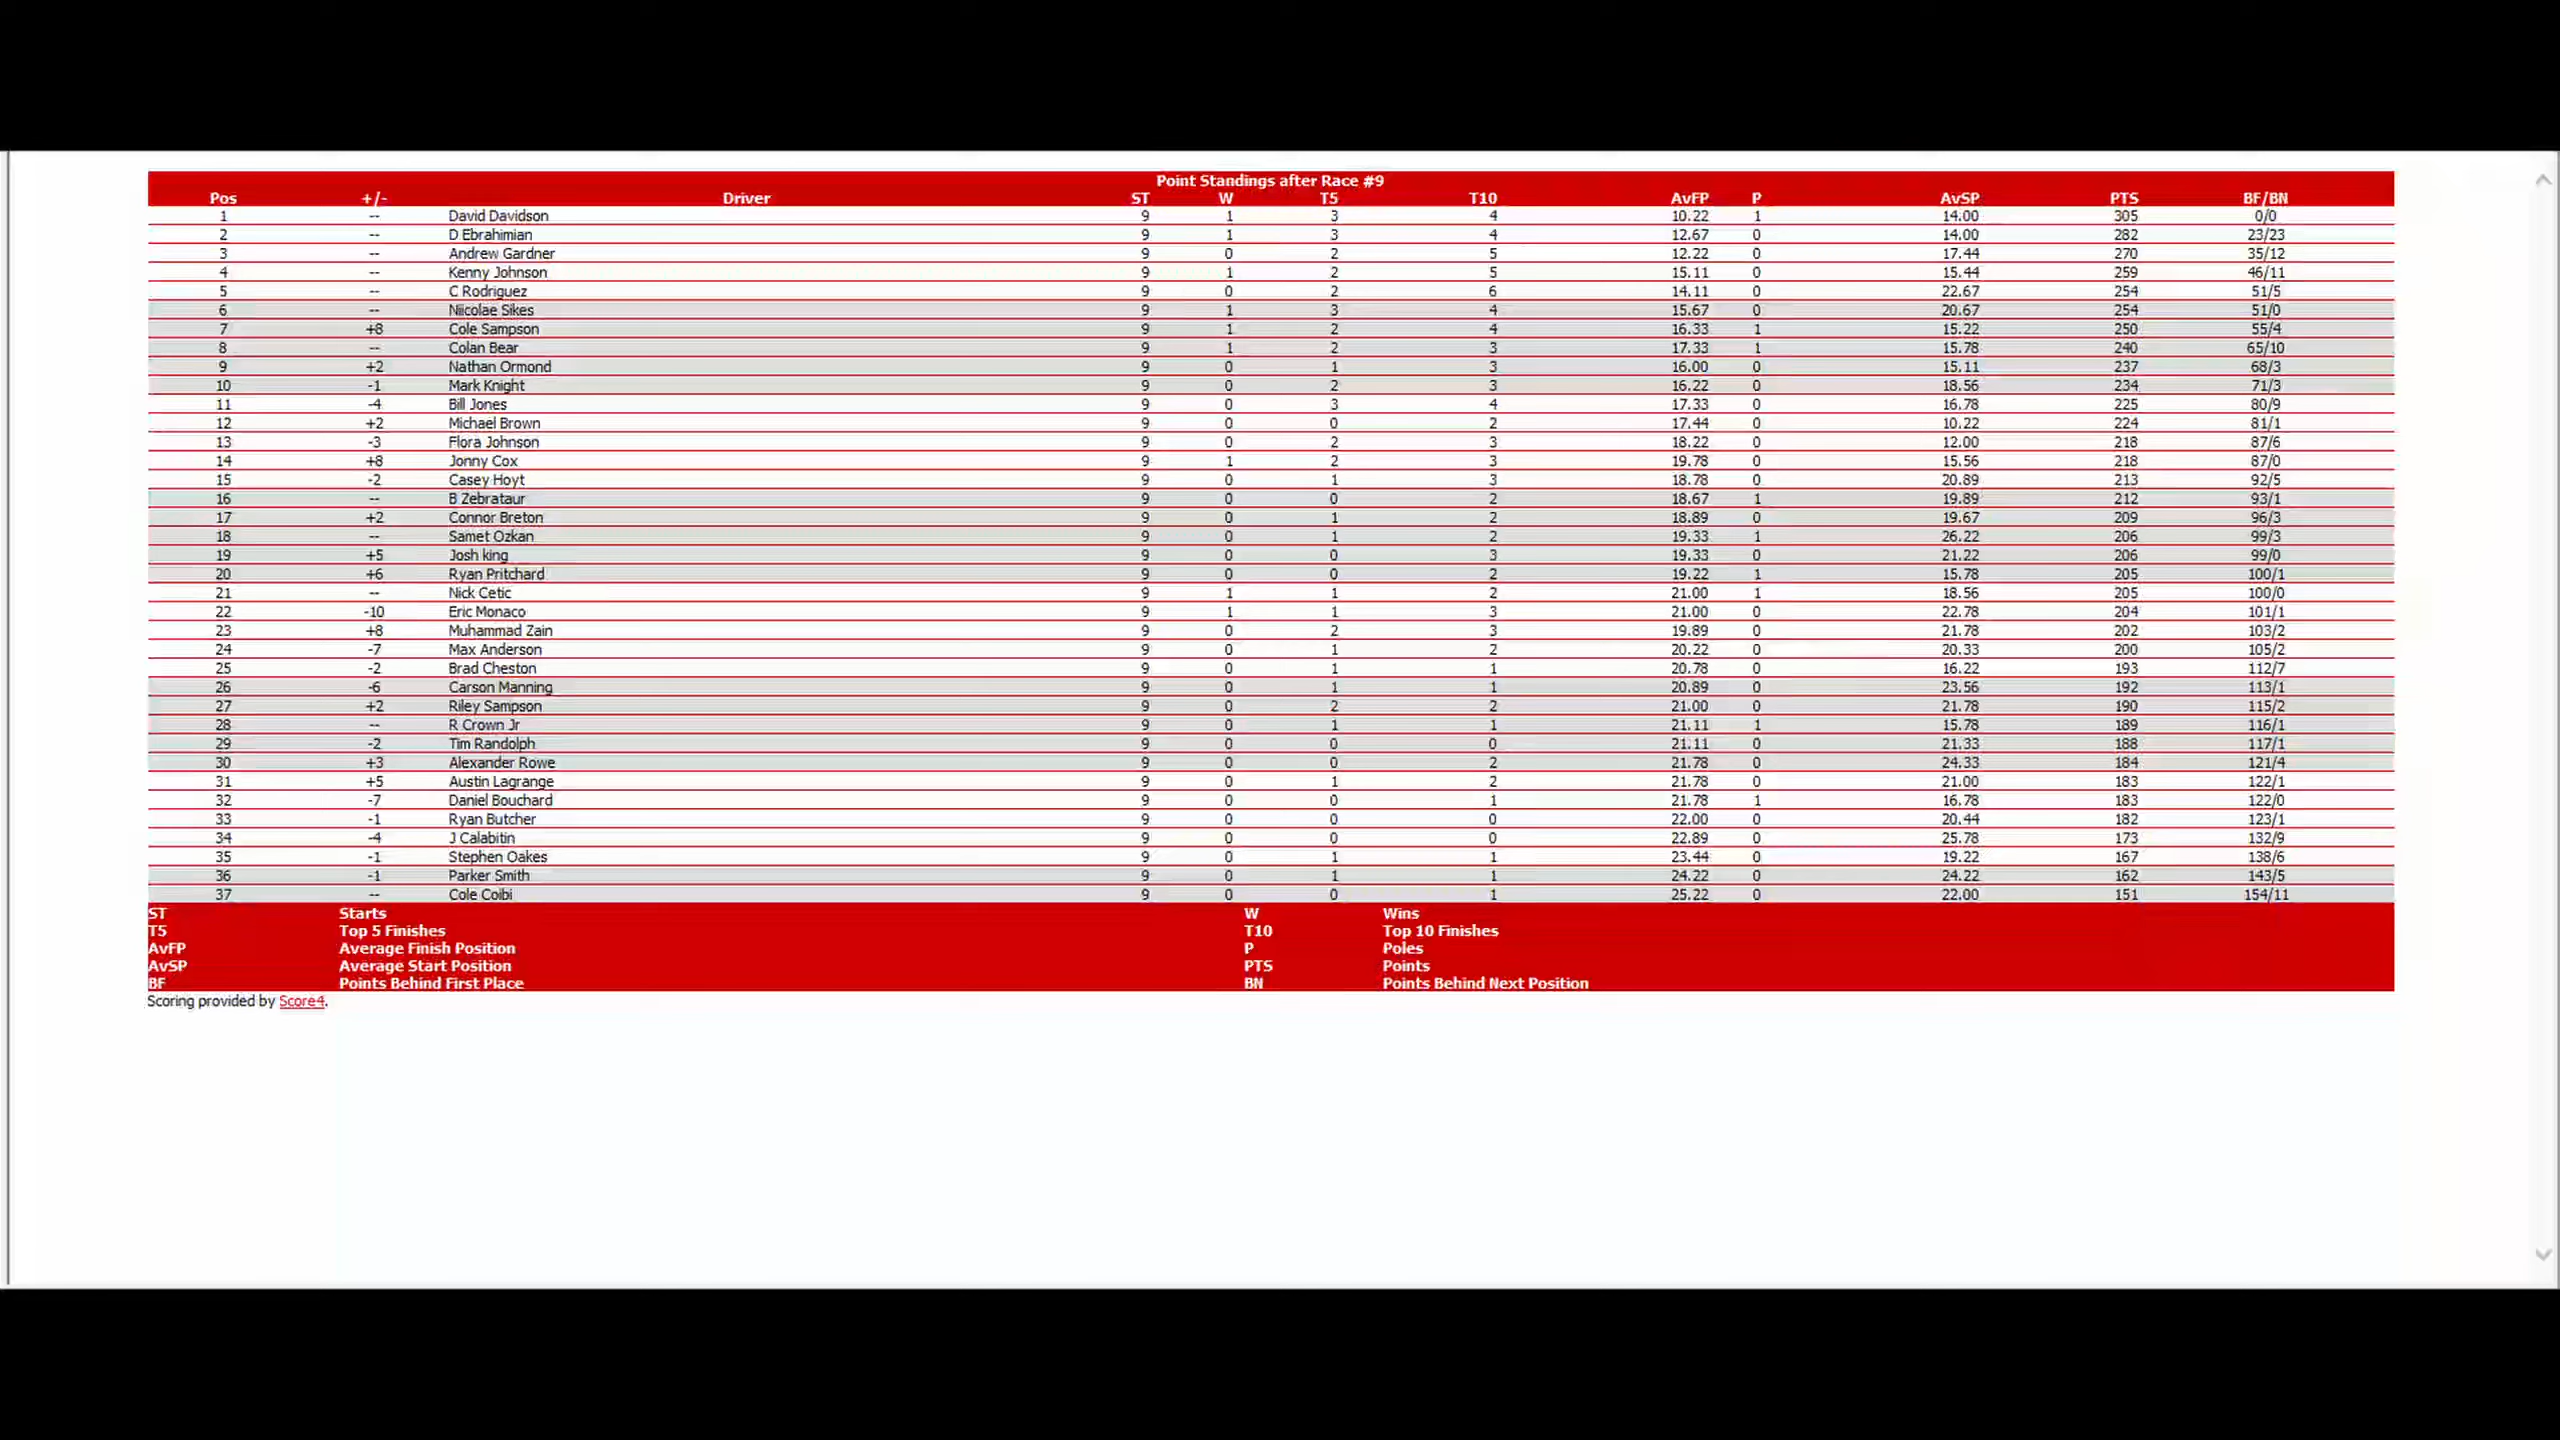 Point Standings after Race #9
Pos +/- Driver ST W T5 T10 AvFP P AvSP PTS BF/BN
1 -- David Davidson 9 1 3 4 10.22 1 14.00 305 0/0
2 -- D Ebrahimian 9 1 3 4 12.67 0 14.00 282 23/23
3 -- Andrew Gardner 9 0 2 5 12.22 0 17.44 270 35/12
4 -- Kenny Johnson 9 1 2 5 15.11 0 15.44 259 46/11
5 -- C Rodriguez 9 0 2 6 14.11 0 22.67 254 51/5
6 -- Niicolae Sikes 9 1 3 4 15.67 0 20.67 254 51/0
7 +8 Cole Sampson 9 1 2 4 16.33 1 15.22 250 55/4
8 -- Colan Bear 9 1 2 3 17.33 1 15.78 240 65/10
9 +2 Nathan Ormond 9 0 1 3 16.00 0 15.11 237 68/3
10 -1 Mark Knight 9 0 2 3 16.22 0 18.56 234 71/3
11 -4 Bill Jones 9 0 3 4 17.33 0 16.78 225 80/9
12 +2 Michael Brown 9 0 0 2 17.44 0 10.22 224 81/1
13 -3 Flora Johnson 9 0 2 3 18.22 0 12.00 218 87/6
14 +8 Jonny Cox 9 1 2 3 19.78 0 15.56 218 87/0
15 -2 Casey Hoyt 9 0 1 3 18.78 0 20.89 213 92/5
16 -- B Zebrataur 9 0 0 2 18.67 1 19.89 212 93/1
17 +2 Connor Breton 9 0 1 2 18.89 0 19.67 209 96/3
18 -- Samet Ozkan 9 0 1 2 19.33 1 26.22 206 99/3
19 +5 Josh king 9 0 0 3 19.33 0 21.22 206 99/0
20 +6 Ryan Pritchard 9 0 0 2 19.22 1 15.78 205 100/1
21 -- Nick Cetic 9 1 1 2 21.00 1 18.56 205 100/0
22 -10 Eric Monaco 9 1 1 3 21.00 0 22.78 204 101/1
23 +8 Muhammad Zain 9 0 2 3 19.89 0 21.78 202 103/2
24 -7 Max Anderson 9 0 1 2 20.22 0 20.33 200 105/2
25 -2 Brad Cheston 9 0 1 1 20.78 0 16.22 193 112/7
26 -6 Carson Manning 9 0 1 1 20.89 0 23.56 192 113/1
27 +2 Riley Sampson 9 0 2 2 21.00 0 21.78 190 115/2
28 -- R Crown Jr 9 0 1 1 21.11 1 15.78 189 116/1
29 -2 Tim Randolph 9 0 0 0 21.11 0 21.33 188 117/1
30 +3 Alexander Rowe 9 0 0 2 21.78 0 24.33 184 121/4
31 +5 Austin Lagrange 9 0 1 2 21.78 0 21.00 183 122/1
32 -7 Daniel Bouchard 9 0 0 1 21.78 1 16.78 183 122/0
33 -1 Ryan Butcher 9 0 0 0 22.00 0 20.44 182 123/1
34 -4 J Calabitin 9 0 0 0 22.89 0 25.78 173 132/9
35 -1 Stephen Oakes 9 0 1 1 23.44 0 19.22 167 138/6
36 -1 Parker Smith 9 0 1 1 24.22 0 24.22 162 143/5
37 -- Cole Coibi 9 0 0 1 25.22 0 22.00 151 154/11
ST Starts W Wins
T5 Top 5 Finishes T10 Top 10 Finishes
AvFP Average Finish Position P Poles
AvSP Average Start Position PTS Points
BF Points Behind First Place BN Points Behind Next Position
Scoring provided by Score4.